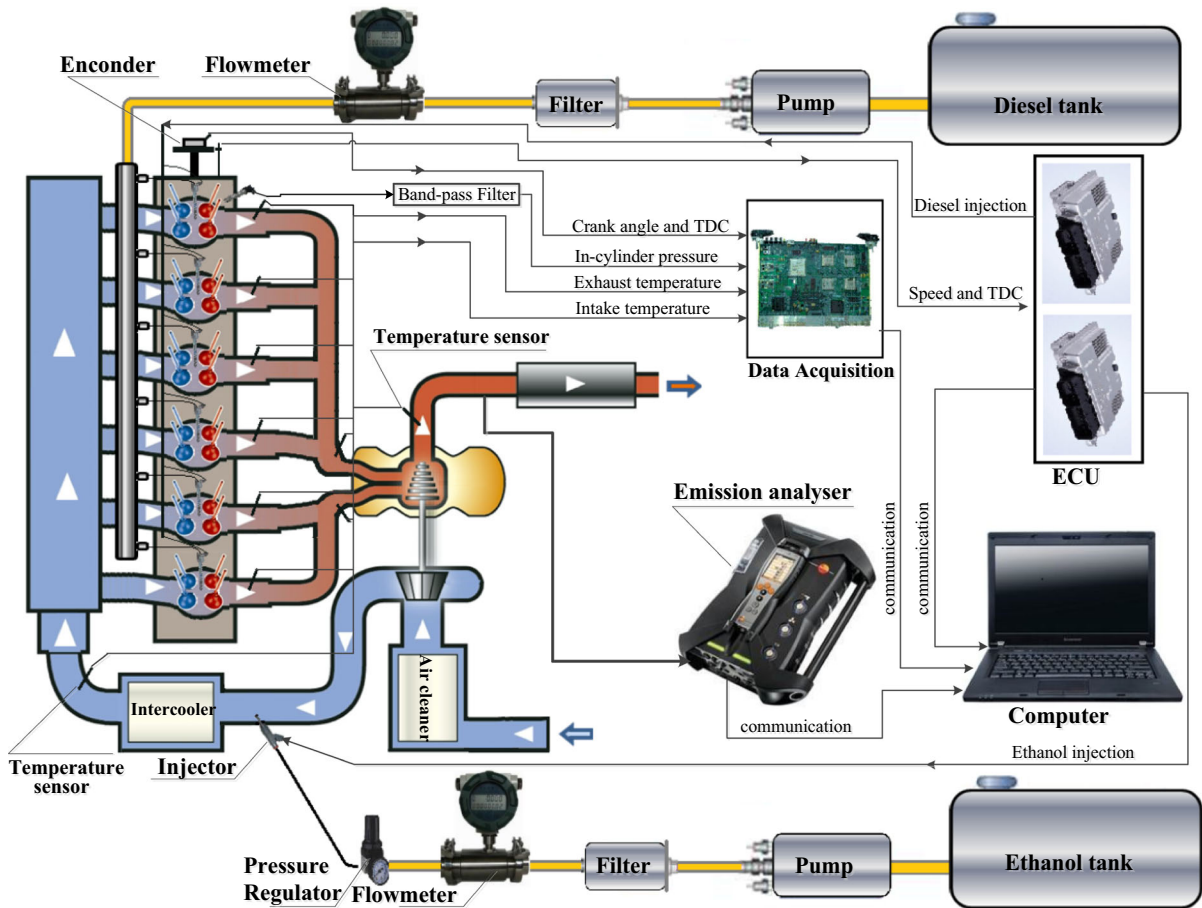 Enconder
Flowmeter
Filter
Pump
Diesel tank
Band-pass Filter
Diesel injection
Crank angle and TDC
In-cylinder pressure
Exhaust temperature
Intake temperature
Speed and TDC
Temperature sensor
Data Acquisition
ECU
Emission analyser
communication
communication
Air cleaner
Intercooler
communication
Computer
Temperature
sensor
Injector
Ethanol injection
Pressure
Regulator
Flowmeter
Filter
Pump
Ethanol tank